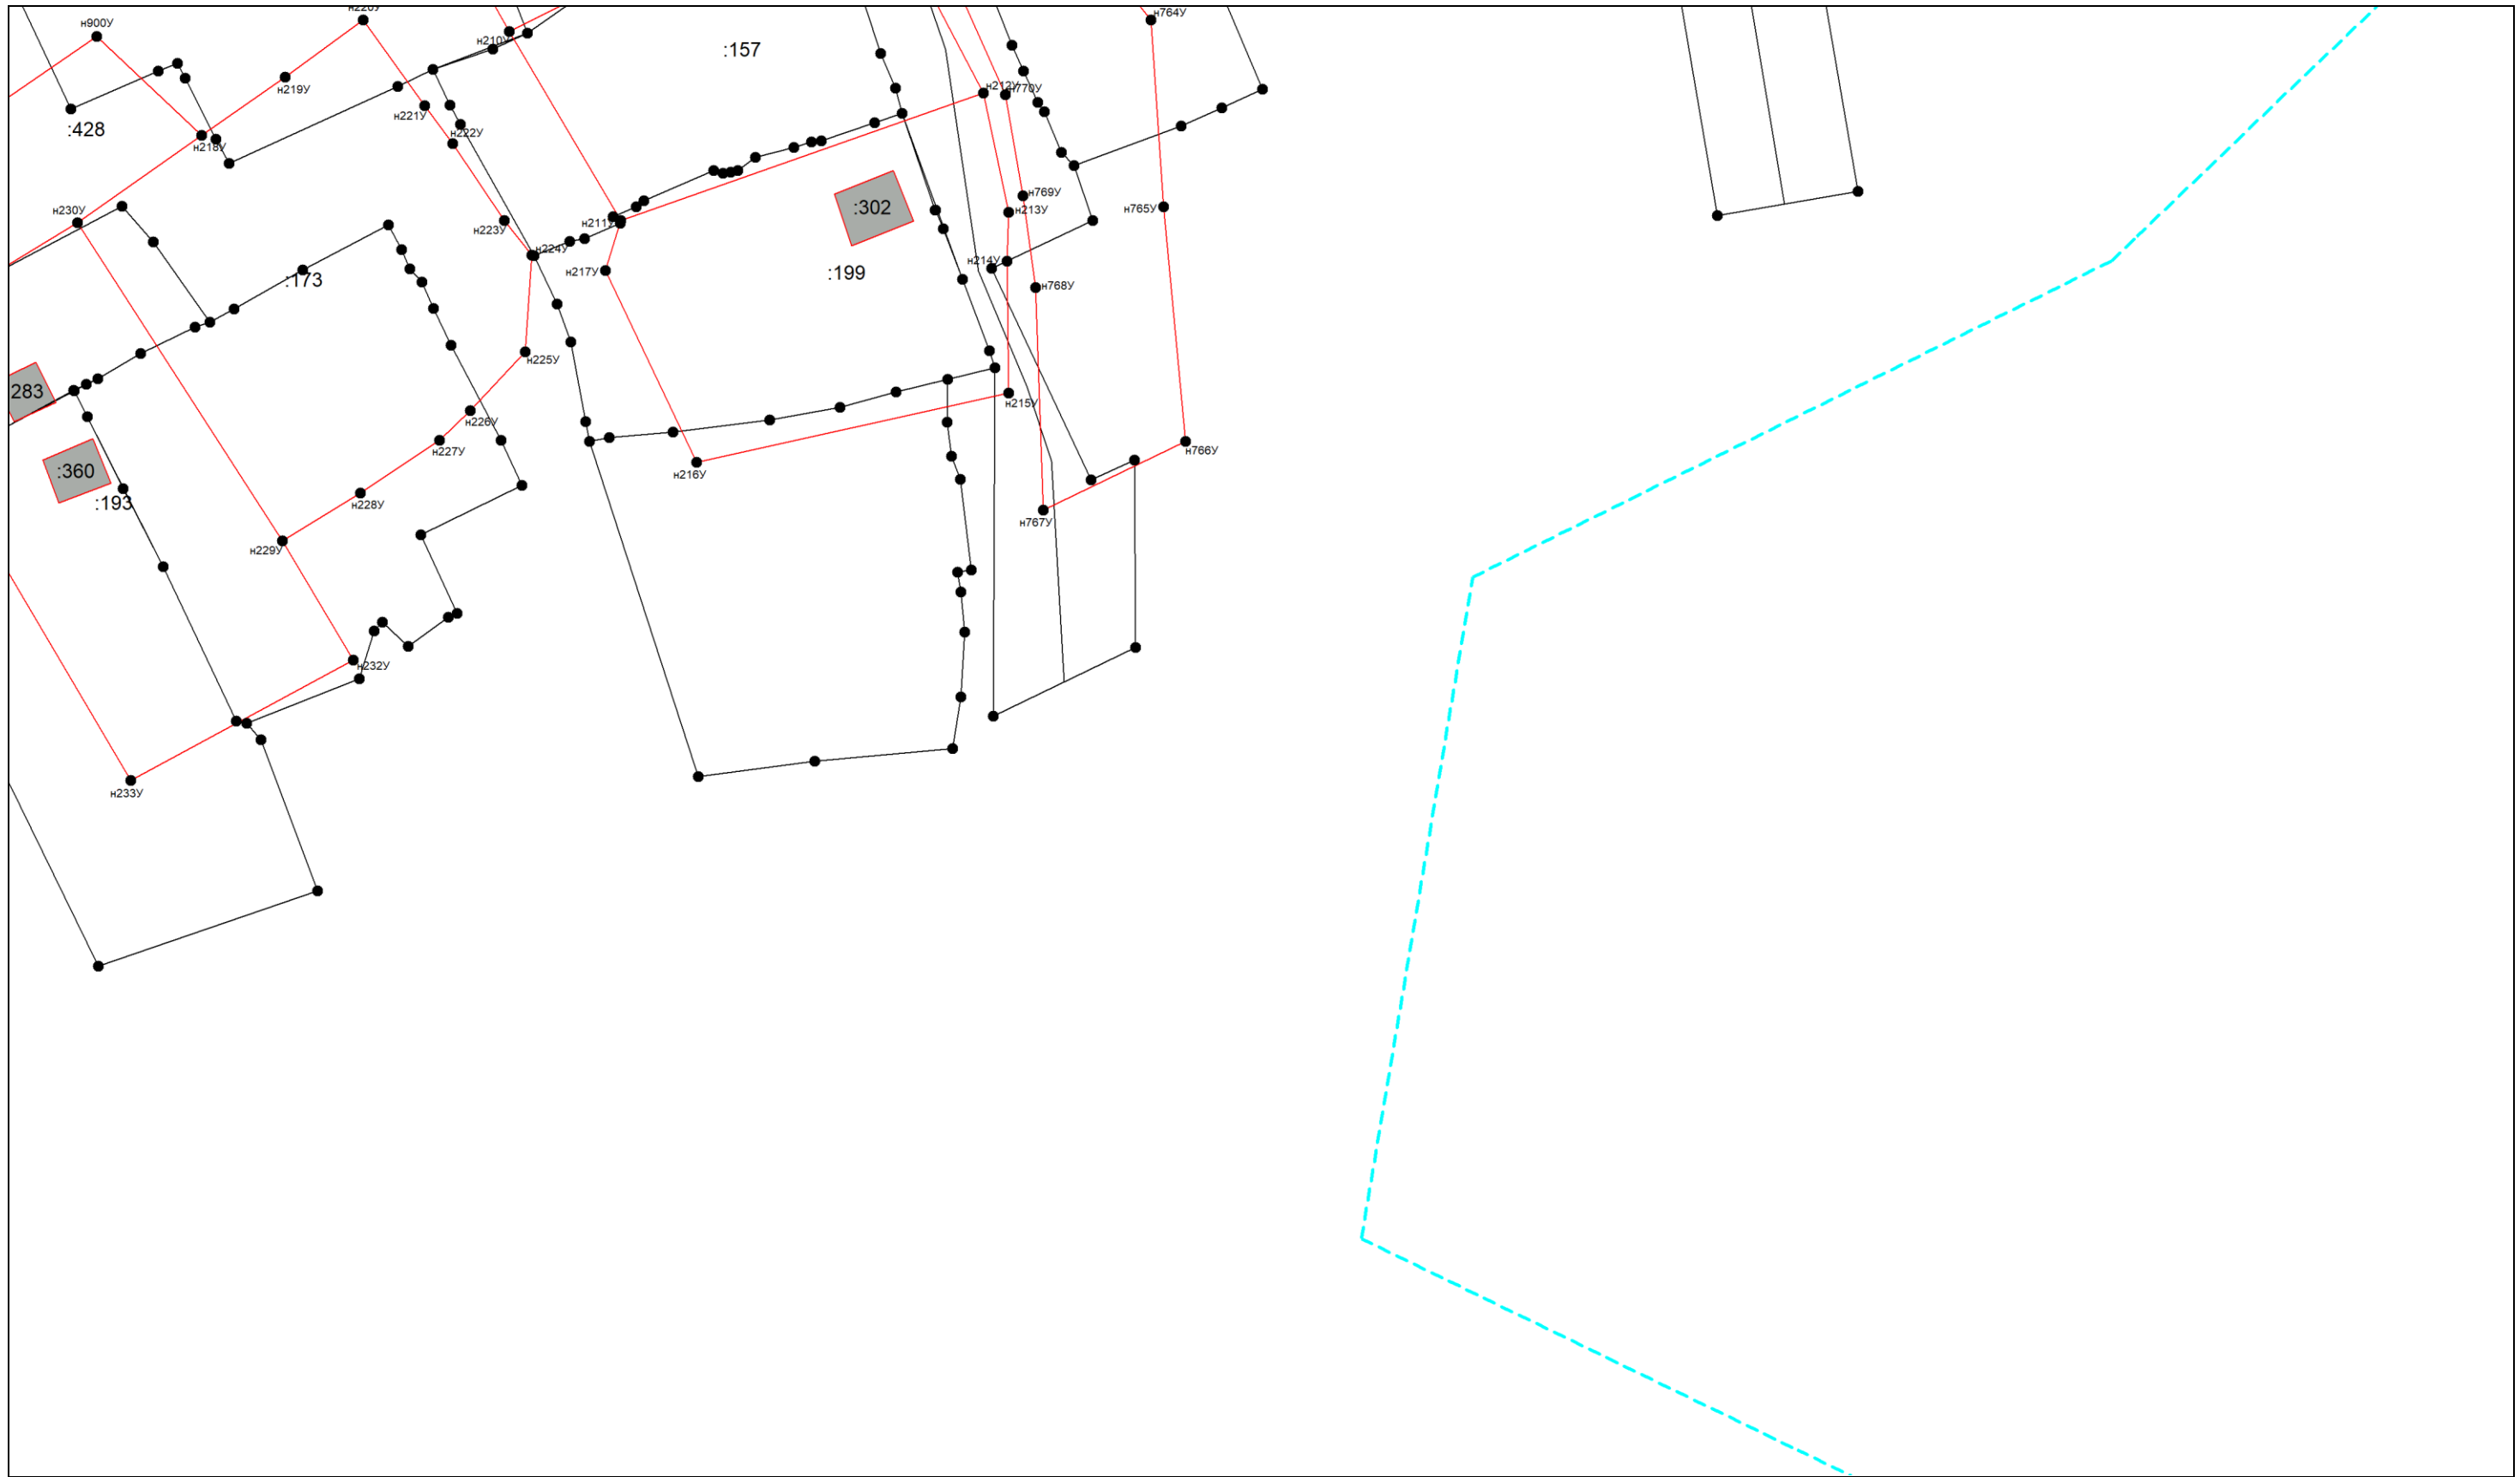 н220У
н764У
н900У
н210У
:157
н219У
н212У
н770У
н221У
:428
н222У
н218У
н769У
:302
н765У
н230У
н213У
н211У
н223У
н224У
н214У
н217У
:199
:173
н768У
283
н215У
н226У
н766У
н227У
:360
н216У
:193
н228У
н767У
н229У
н225У
н232У
н233У